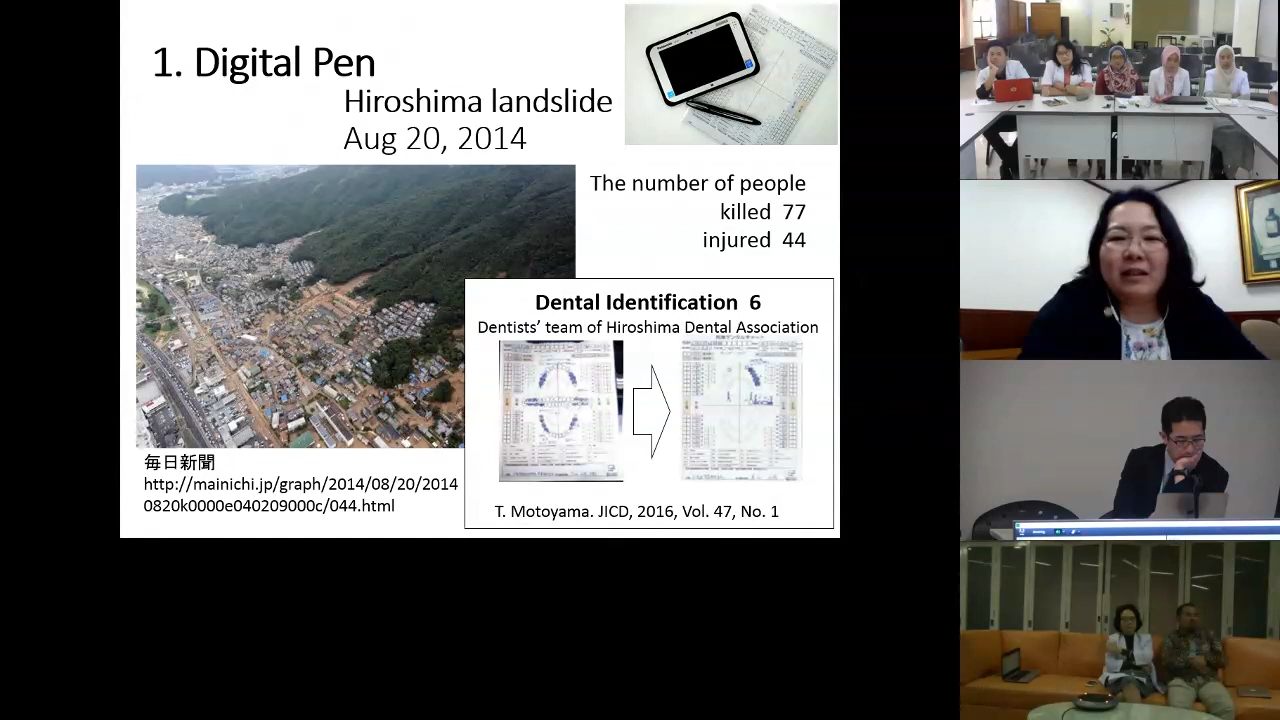 1. Digital Pen
Hiroshima landslide
Aug 20, 2014
The number of people
killed 77
injured 44
Dental Identification 6
Dentists’ team of Hiroshima Dental Association
T. Motoyama. JICD, 2016, Vol. 47, No. 1
毎日新聞
http://mainichi.jp/graph/2014/08/20/2014
0820k0000e040209000c/044.html